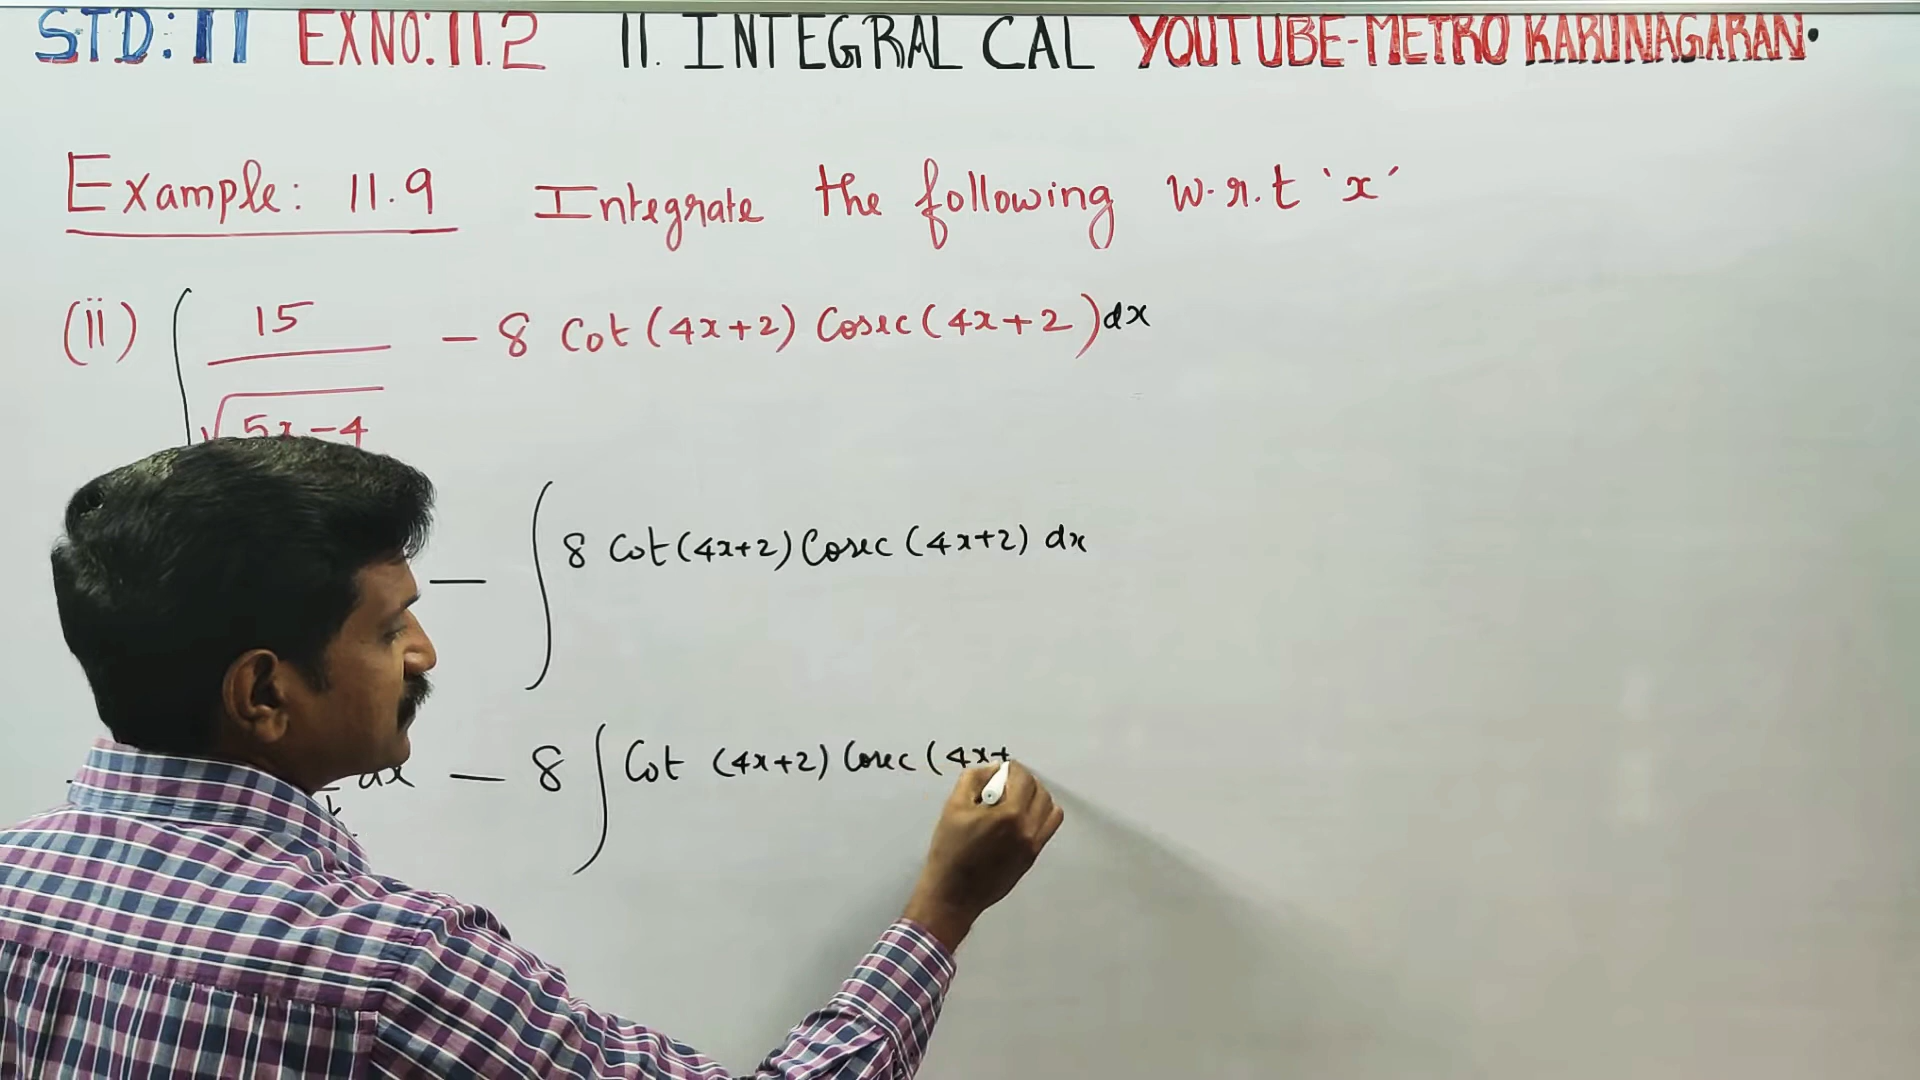 STD: 11 EXNO: 11.2 11. INTEGRAL CAL YOUTUBE-METRO KARUNAGARAN.
Example: 11.9 Integrate the following w.r.t 'x'
(ii) ∫ 15 / √(5x-4) - 8 Cot (4x+2) Cosec (4x+2) dx
- ∫ 8 Cot (4x+2) Cosec (4x+2) dx
dx - 8 ∫ Cot (4x+2) Cosec (4x+